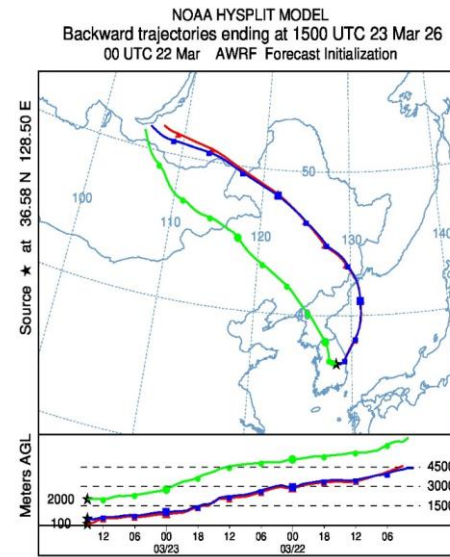 NOAA HYSPLIT MODEL
Backward trajectories ending at 1500 UTC 23 Mar 26
00 UTC 22 Mar AWRF Forecast Initialization
Source ★ at 36.58 N 128.50 E
100
110
120
130
140
50
Meters AGL
2000
100
4500
3000
1500
12 06 00 18 12 06 00 18 12 06
03/23 03/22